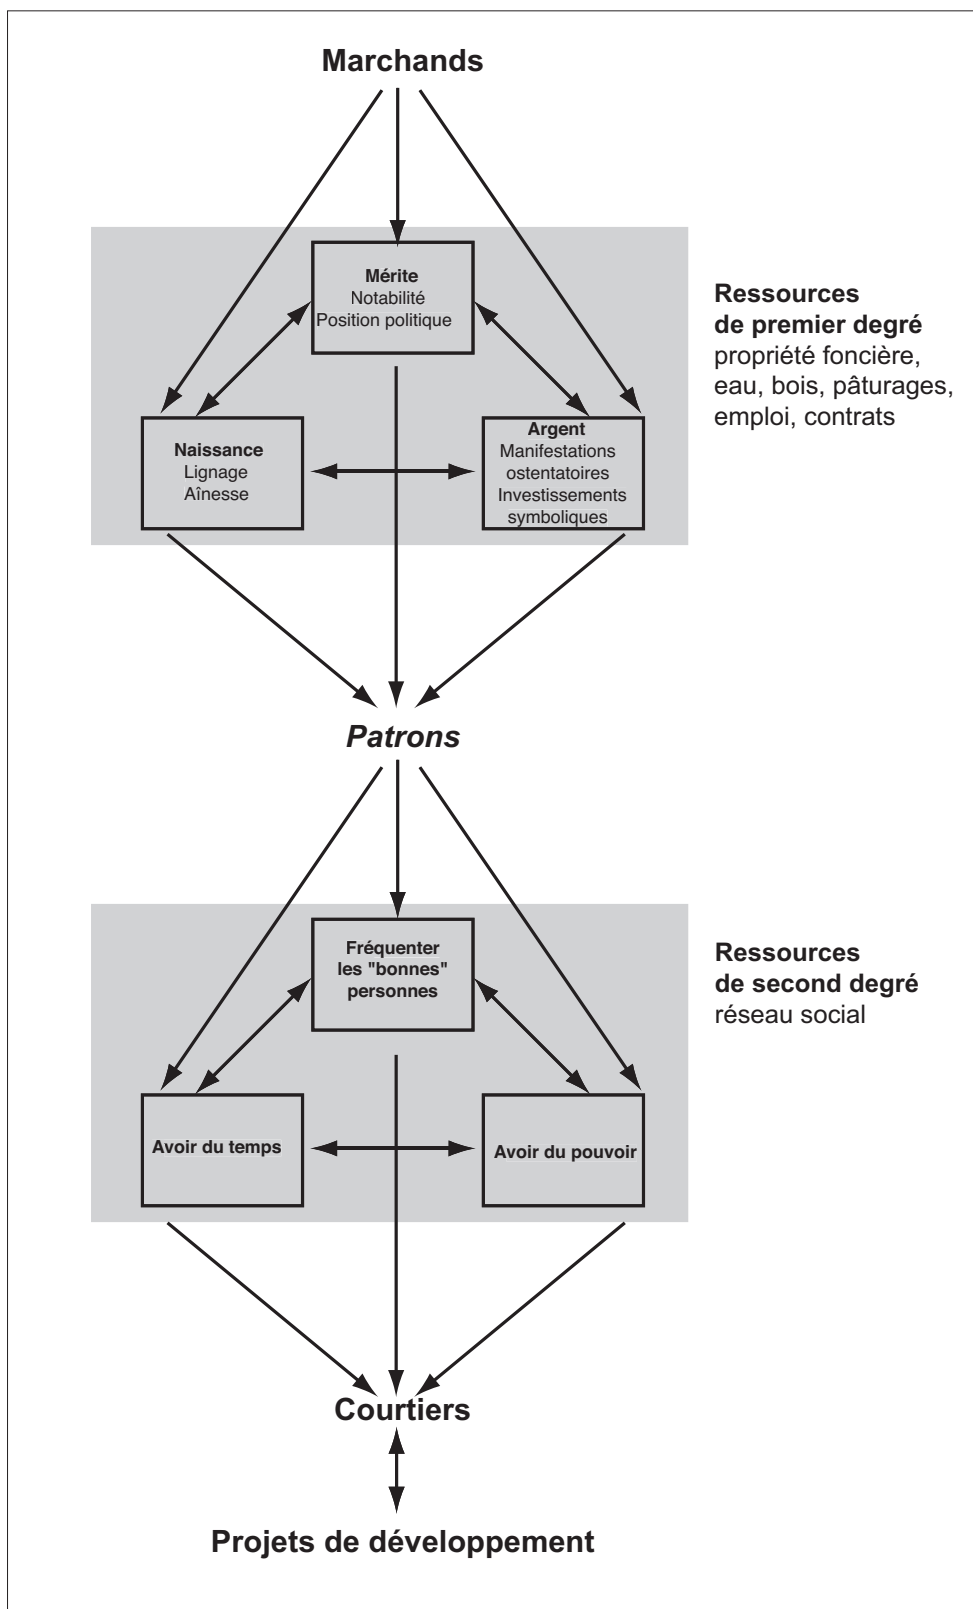 Marchands
Mérite
Notabilité
Position politique
Ressources
de premier degré
propriété foncière,
eau, bois, pâturages,
emploi, contrats
Naissance
Lignage
Aînesse
Argent
Manifestations
ostentatoires
Investissements
symboliques
Patrons
Fréquenter
les "bonnes"
personnes
Ressources
de second degré
réseau social
Avoir du temps
Avoir du pouvoir
Courtiers
Projets de développement